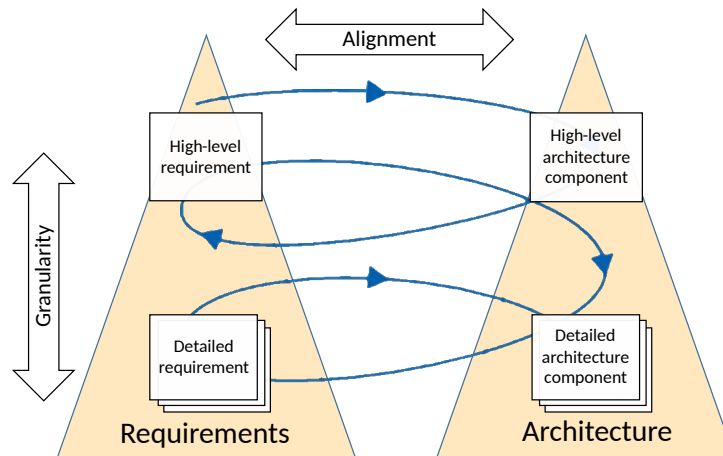 Alignment
High-level
requirement
High-level
architecture
component
Granularity
Detailed
requirement
Detailed
architecture
component
Requirements
Architecture